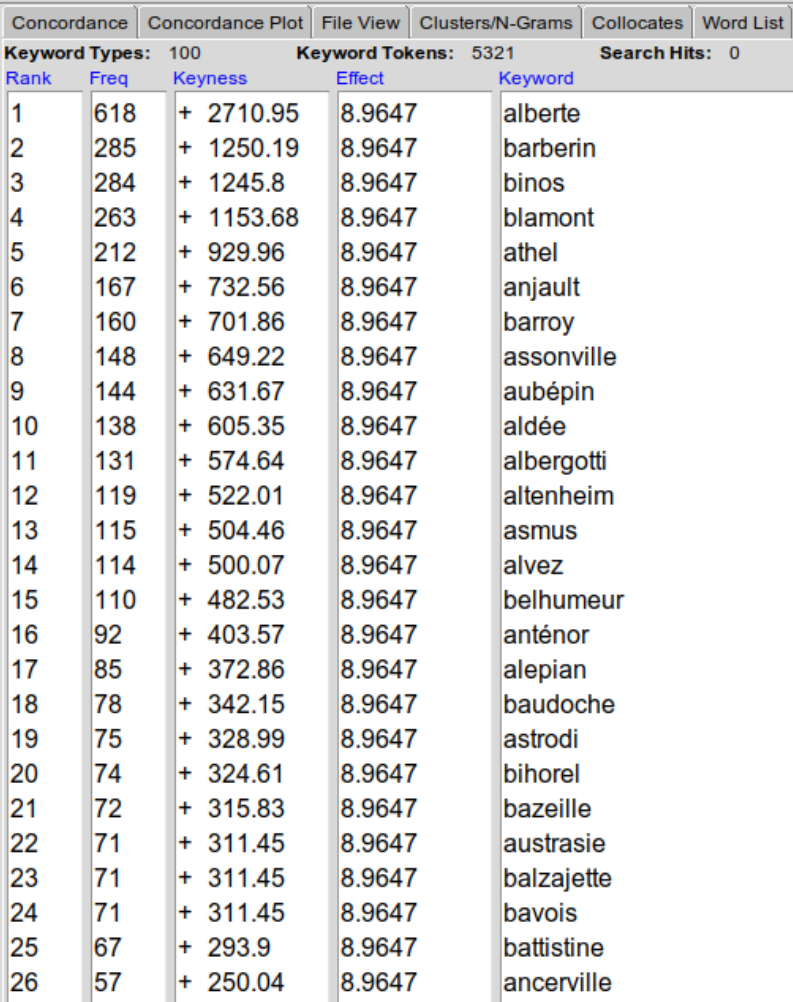 Concordance Concordance Plot File View Clusters/N-Grams Collocates Word List
Keyword Types: 100 Keyword Tokens: 5321 Search Hits: 0
Rank Freq Keyness Effect Keyword
1 618 + 2710.95 8.9647 alberte
2 285 + 1250.19 8.9647 barberin
3 284 + 1245.8 8.9647 binos
4 263 + 1153.68 8.9647 blamont
5 212 + 929.96 8.9647 athel
6 167 + 732.56 8.9647 anjault
7 160 + 701.86 8.9647 barroy
8 148 + 649.22 8.9647 assonville
9 144 + 631.67 8.9647 aubépin
10 138 + 605.35 8.9647 aldée
11 131 + 574.64 8.9647 albergotti
12 119 + 522.01 8.9647 altenheim
13 115 + 504.46 8.9647 asmus
14 114 + 500.07 8.9647 alvez
15 110 + 482.53 8.9647 belhumeur
16 92 + 403.57 8.9647 anténor
17 85 + 372.86 8.9647 alepian
18 78 + 342.15 8.9647 baudoche
19 75 + 328.99 8.9647 astrodi
20 74 + 324.61 8.9647 bihorel
21 72 + 315.83 8.9647 bazeille
22 71 + 311.45 8.9647 austrasie
23 71 + 311.45 8.9647 balzajette
24 71 + 311.45 8.9647 bavois
25 67 + 293.9 8.9647 battistine
26 57 + 250.04 8.9647 ancerville